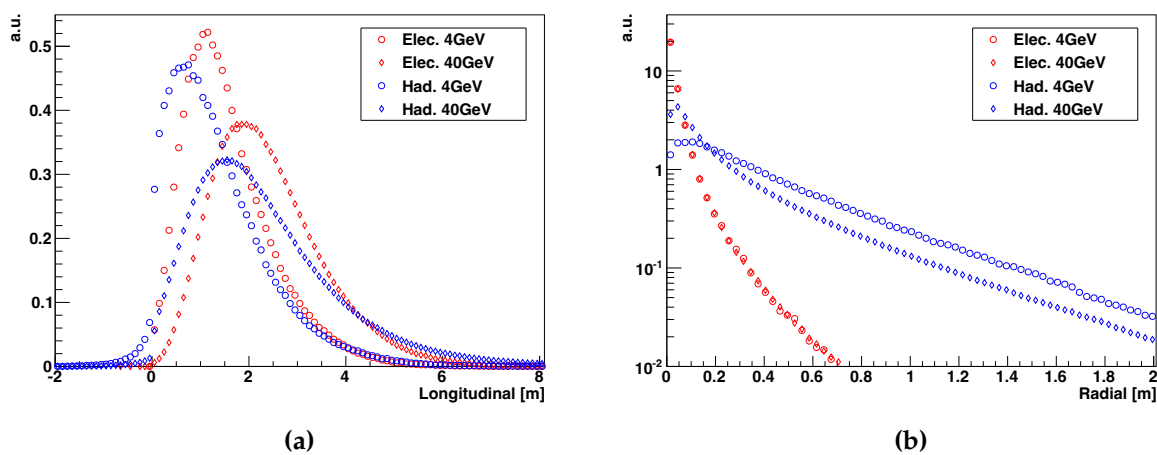 a.u.
0.5
0.4
0.3
0.2
0.1
0
-2 0 2 4 6 8
Longitudinal [m]
Elec. 4GeV
Elec. 40GeV
Had. 4GeV
Had. 40GeV
(a)
a.u.
10
1
10⁻¹
10⁻²
0 0.2 0.4 0.6 0.8 1 1.2 1.4 1.6 1.8 2
Radial [m]
Elec. 4GeV
Elec. 40GeV
Had. 4GeV
Had. 40GeV
(b)